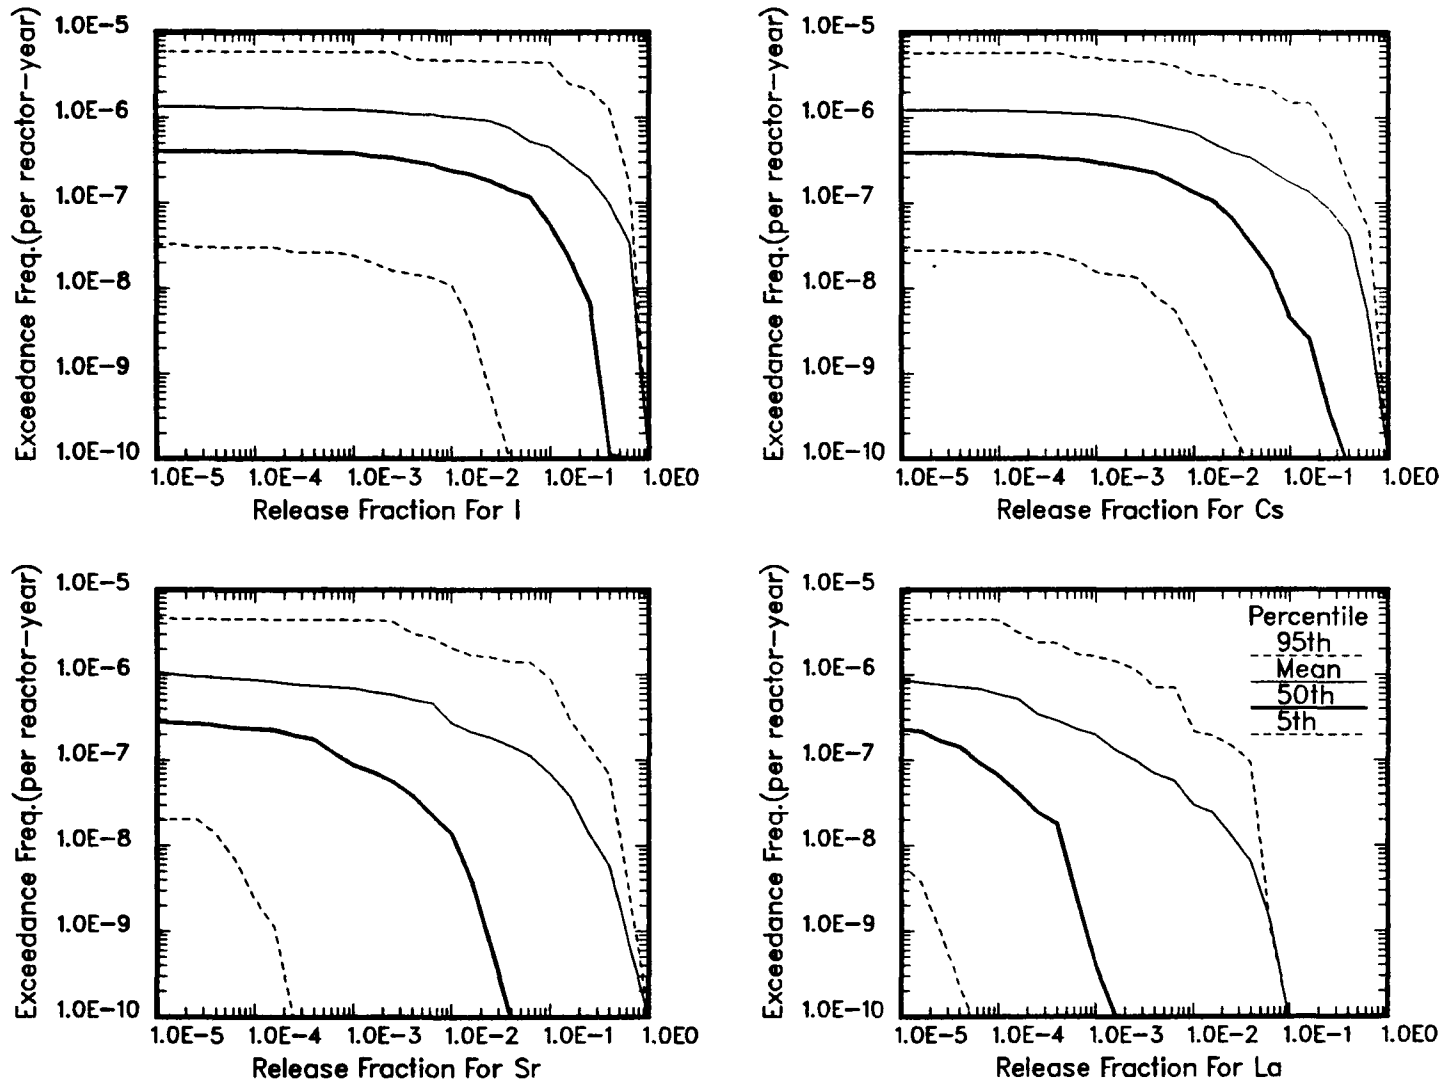 Exceedance Freq.(per reactor-year)
1.0E-5
1.0E-6
1.0E-7
1.0E-8
1.0E-9
1.0E-10
1.0E-5 1.0E-4 1.0E-3 1.0E-2 1.0E-1 1.0E0
Release Fraction For I
Exceedance Freq.(per reactor-year)
1.0E-5
1.0E-6
1.0E-7
1.0E-8
1.0E-9
1.0E-10
1.0E-5 1.0E-4 1.0E-3 1.0E-2 1.0E-1 1.0E0
Release Fraction For Cs
Exceedance Freq.(per reactor-year)
1.0E-5
1.0E-6
1.0E-7
1.0E-8
1.0E-9
1.0E-10
1.0E-5 1.0E-4 1.0E-3 1.0E-2 1.0E-1 1.0E0
Release Fraction For Sr
Exceedance Freq.(per reactor-year)
1.0E-5
1.0E-6
1.0E-7
1.0E-8
1.0E-9
1.0E-10
Percentile
95th
Mean
50th
5th
1.0E-5 1.0E-4 1.0E-3 1.0E-2 1.0E-1 1.0E0
Release Fraction For La